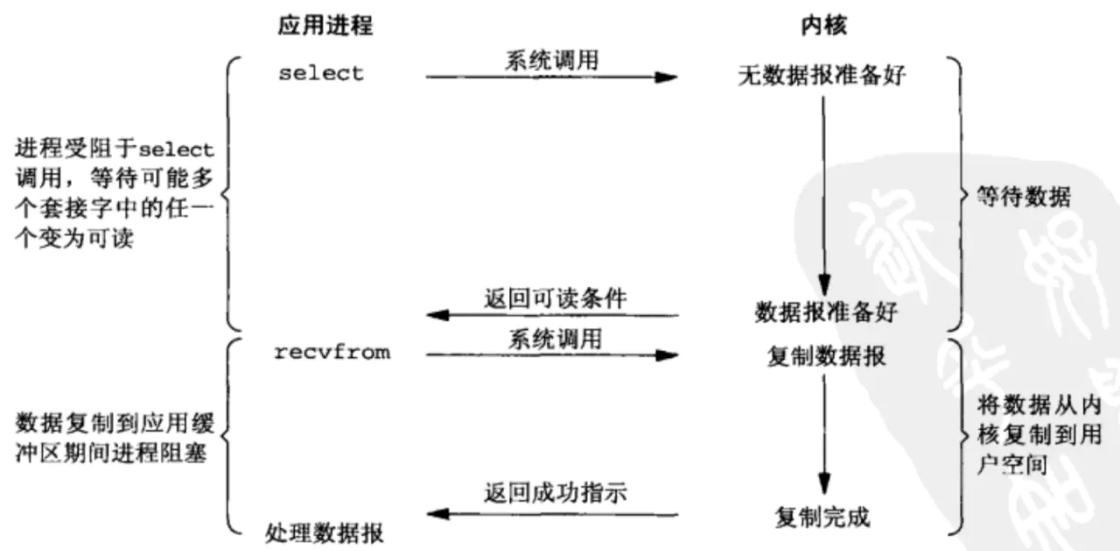 应用进程
内核
select
系统调用
无数据报准备好
进程受阻于select
调用，等待可能多
个套接字中的任一
个变为可读
等待数据
返回可读条件
数据报准备好
recvfrom
系统调用
复制数据报
数据复制到应用缓
冲区期间进程阻塞
将数据从内
核复制到用
户空间
返回成功指示
复制完成
处理数据报